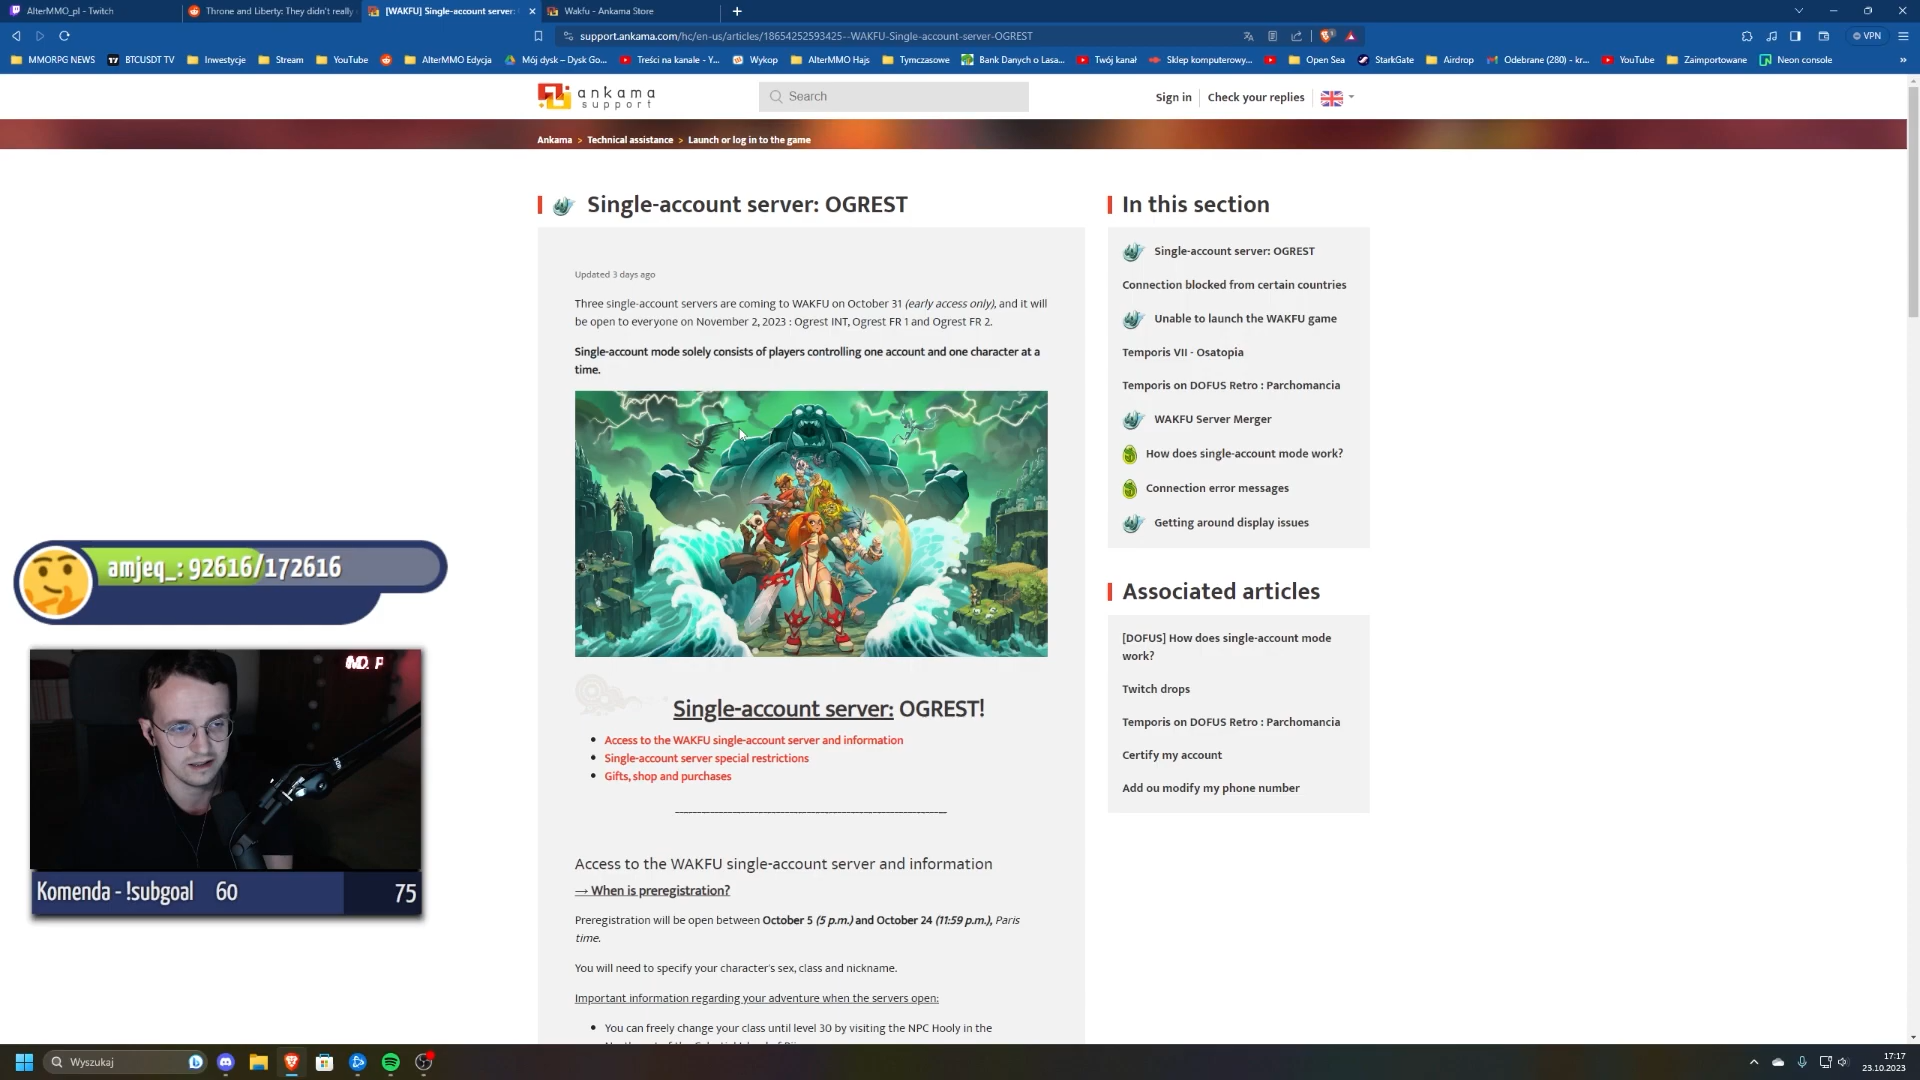 AlterMMO_pl - Twitch
Throne and Liberty: They didn't really
[WAKFU] Single-account server:
Wakfu - Ankama Store
support.ankama.com/hc/en-us/articles/18654252593425--WAKFU-Single-account-server-OGREST
VPN
MMORPG NEWS
BTCUSDT TV
Inwestycje
Stream
YouTube
AlterMMO Edycja
Mój dysk – Dysk Go...
Treści na kanale - Y...
Wykop
AlterMMO Hajs
Tymczasowe
Bank Danych o Lasa...
Twój kanał
Sklep komputerowy...
Open Sea
StarkGate
Airdrop
Odebrane (280) - kr...
YouTube
Zaimportowane
Neon console
ankama
support
Search
Sign in
Check your replies
Ankama > Technical assistance > Launch or log in to the game
Single-account server: OGREST
Updated 3 days ago
Three single-account servers are coming to WAKFU on October 31 (early access only), and it will
be open to everyone on November 2, 2023 : Ogrest INT, Ogrest FR 1 and Ogrest FR 2.
Single-account mode solely consists of players controlling one account and one character at a
time.
Single-account server: OGREST!
Access to the WAKFU single-account server and information
Single-account server special restrictions
Gifts, shop and purchases
Access to the WAKFU single-account server and information
→ When is preregistration?
Preregistration will be open between October 5 (5 p.m.) and October 24 (11:59 p.m.), Paris
time.
You will need to specify your character's sex, class and nickname.
Important information regarding your adventure when the servers open:
You can freely change your class until level 30 by visiting the NPC Hooly in the
In this section
Single-account server: OGREST
Connection blocked from certain countries
Unable to launch the WAKFU game
Temporis VII - Osatopia
Temporis on DOFUS Retro : Parchomancia
WAKFU Server Merger
How does single-account mode work?
Connection error messages
Getting around display issues
Associated articles
[DOFUS] How does single-account mode
work?
Twitch drops
Temporis on DOFUS Retro : Parchomancia
Certify my account
Add ou modify my phone number
amjeq_: 92616/172616
Komenda - !subgoal 60
75
Wyszukaj
17:17
23.10.2023